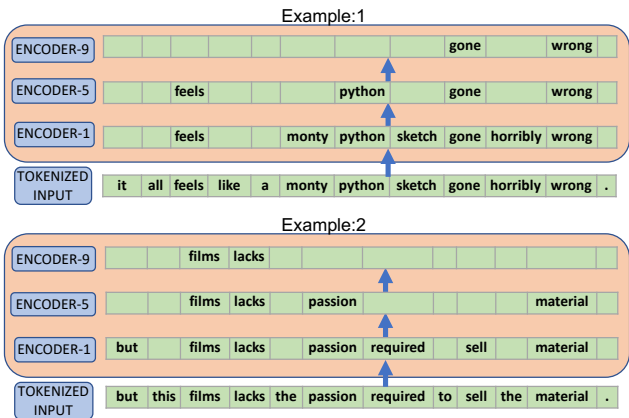 Example:1
ENCODER-9 gone wrong
ENCODER-5 feels python gone wrong
ENCODER-1 feels monty python sketch gone horribly wrong
TOKENIZED INPUT it all feels like a monty python sketch gone horribly wrong .
Example:2
ENCODER-9 films lacks
ENCODER-5 films lacks passion material
ENCODER-1 but films lacks passion required sell material
TOKENIZED INPUT but this films lacks the passion required to sell the material .